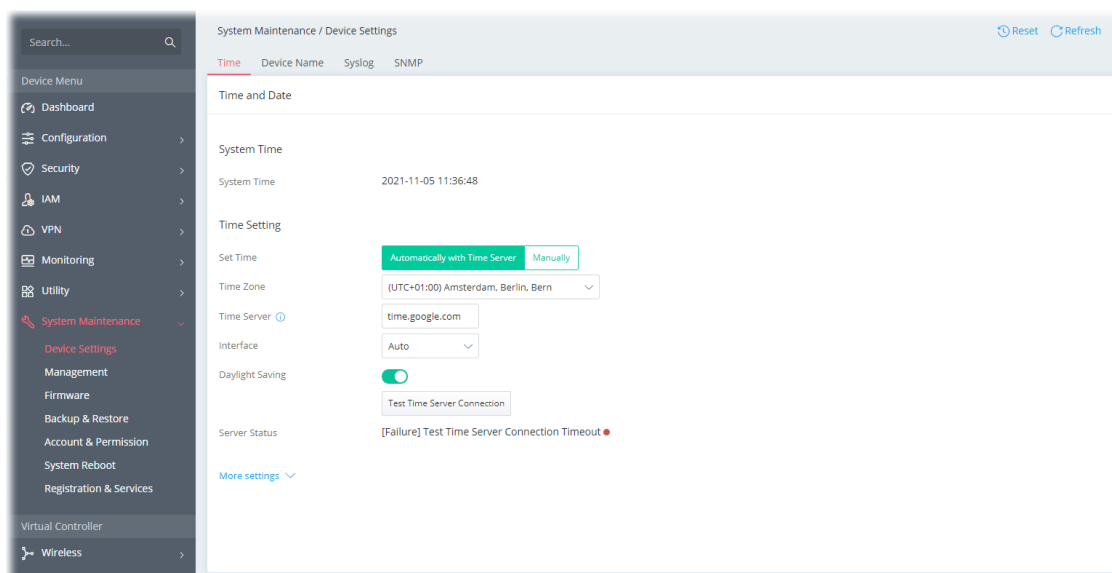 Search...
Device Menu
Dashboard
Configuration
Security
IAM
VPN
Monitoring
Utility
System Maintenance
Device Settings
Management
Firmware
Backup & Restore
Account & Permission
System Reboot
Registration & Services
Virtual Controller
Wireless
System Maintenance / Device Settings
Reset Refresh
Time Device Name Syslog SNMP
Time and Date
System Time
System Time 2021-11-05 11:36:48
Time Setting
Set Time Automatically with Time Server Manually
Time Zone (UTC+01:00) Amsterdam, Berlin, Bern
Time Server time.google.com
Interface Auto
Daylight Saving
Test Time Server Connection
Server Status [Failure] Test Time Server Connection Timeout
More settings